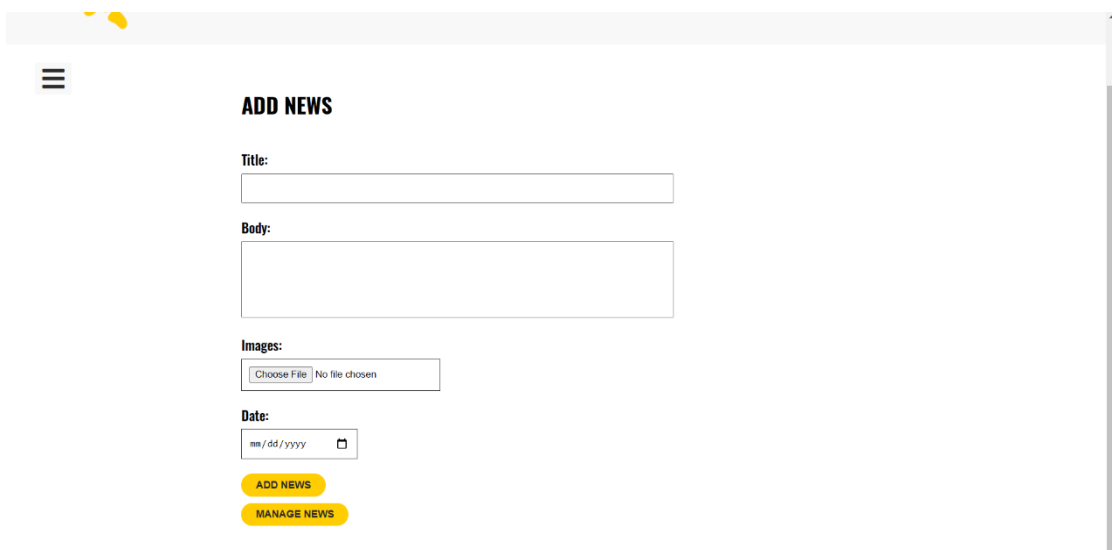 ADD NEWS
Title:
Body:
Images:
Choose File No file chosen
Date:
mm/dd/yyyy
ADD NEWS
MANAGE NEWS